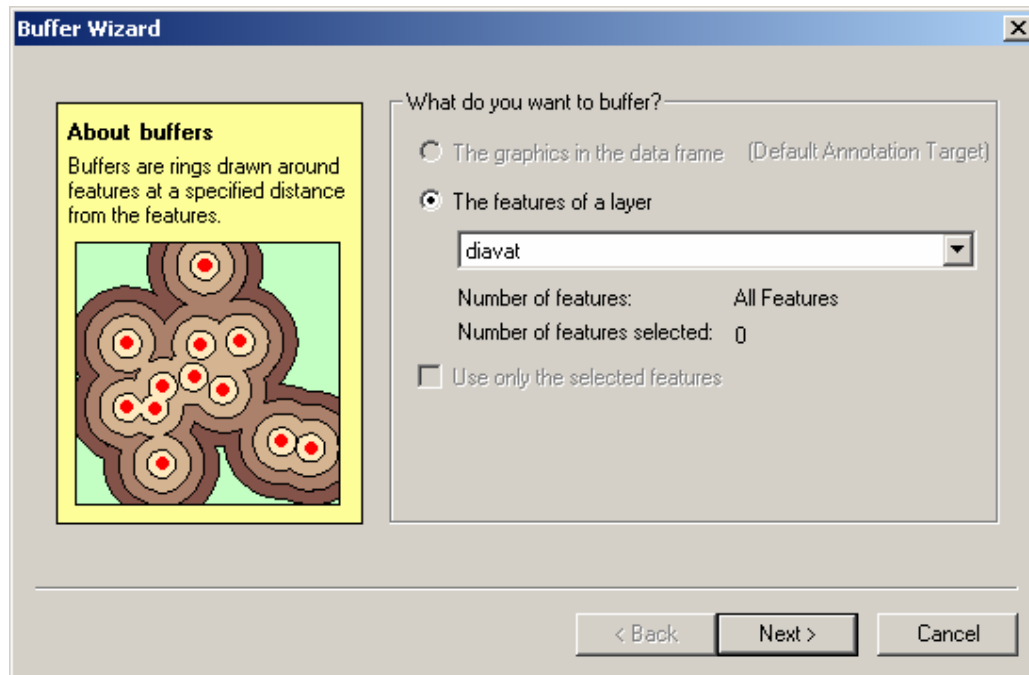 Buffer Wizard
About buffers
Buffers are rings drawn around
features at a specified distance
from the features.
What do you want to buffer?
The graphics in the data frame (Default Annotation Target)
The features of a layer
diavat
Number of features: All Features
Number of features selected: 0
Use only the selected features
< Back Next > Cancel